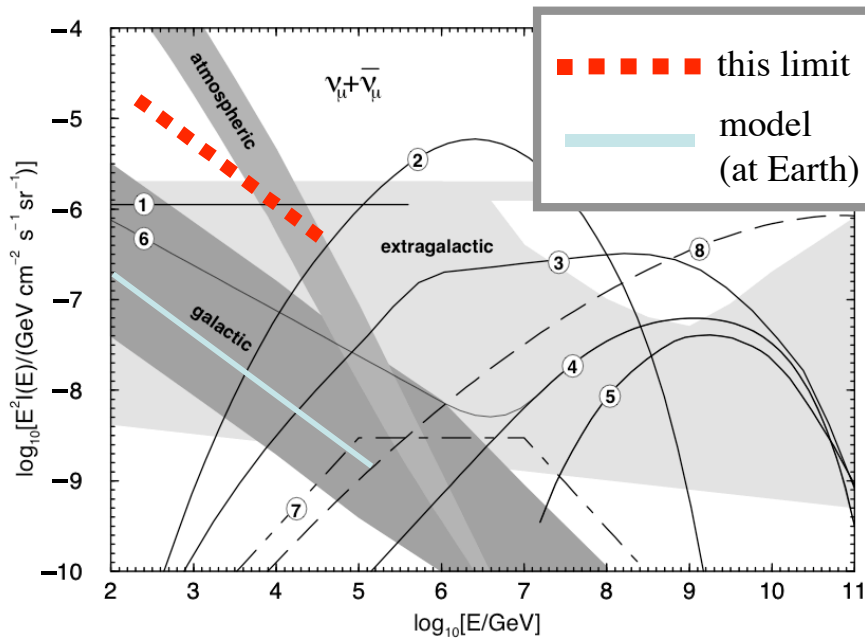 −4
−5
−6
−7
−8
−9
−10
log₁₀[E²I(E)/(GeV cm⁻² s⁻¹ sr⁻¹)]
atmospheric
ν_μ+ν̄_μ
this limit
model
(at Earth)
1
2
6
extragalactic
3
8
galactic
4
5
7
2 3 4 5 6 7 8 9 10 11
log₁₀[E/GeV]